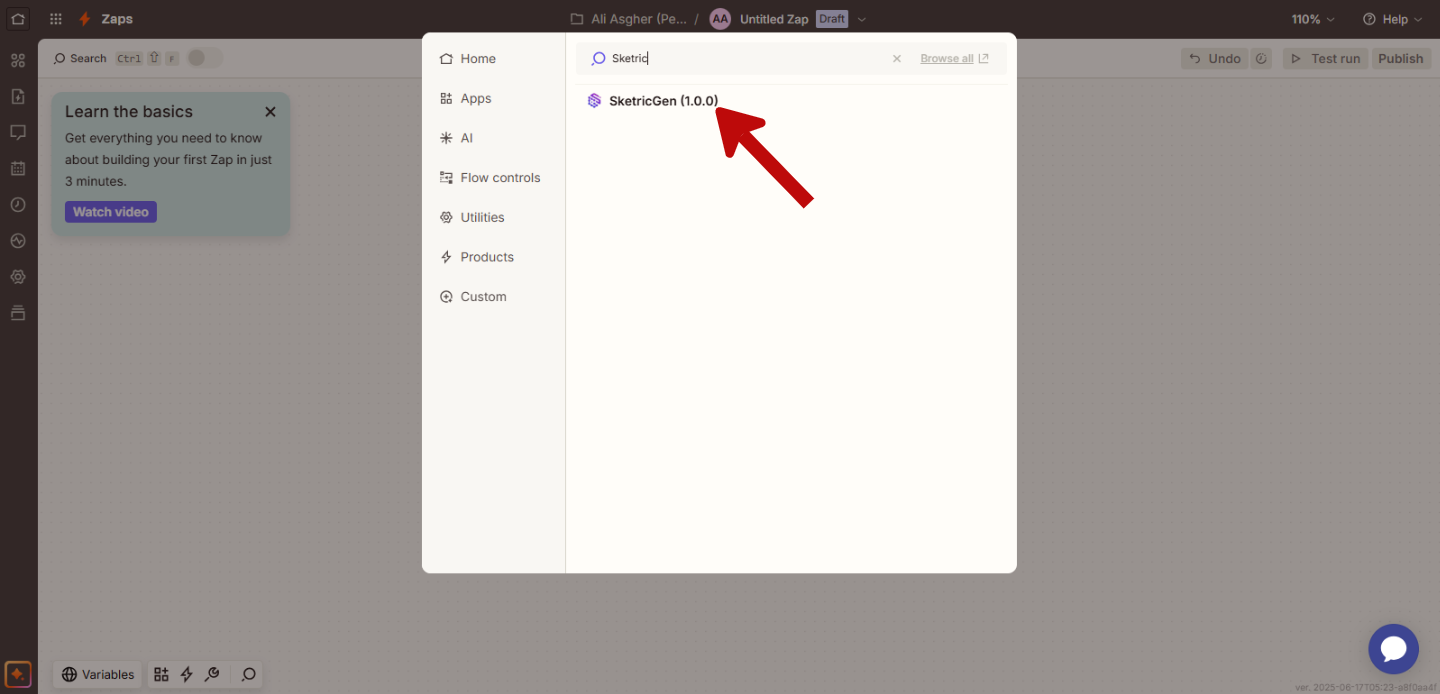 Zaps
Ali Asgher (Pe... / AA Untitled Zap Draft
110%
Help
Search Ctrl ⇧ F
Undo
Test run
Publish
Learn the basics
Get everything you need to know
about building your first Zap in just
3 minutes.
Watch video
Home
Apps
AI
Flow controls
Utilities
Products
Custom
Sketric
Browse all
SketricGen (1.0.0)
Variables
ver. 2025-06-17T05:23-a8f0aa4f